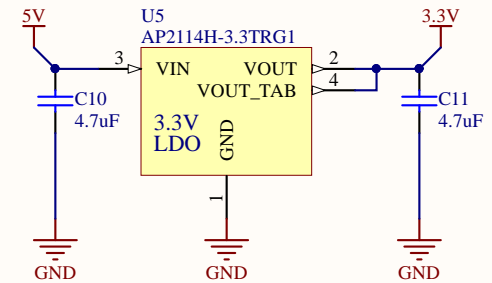 5V
U5
AP2114H-3.3TRG1
3.3V
3
VIN
VOUT
2
VOUT_TAB
4
C10
4.7uF
3.3V
LDO
GND
C11
4.7uF
1
GND
GND
GND